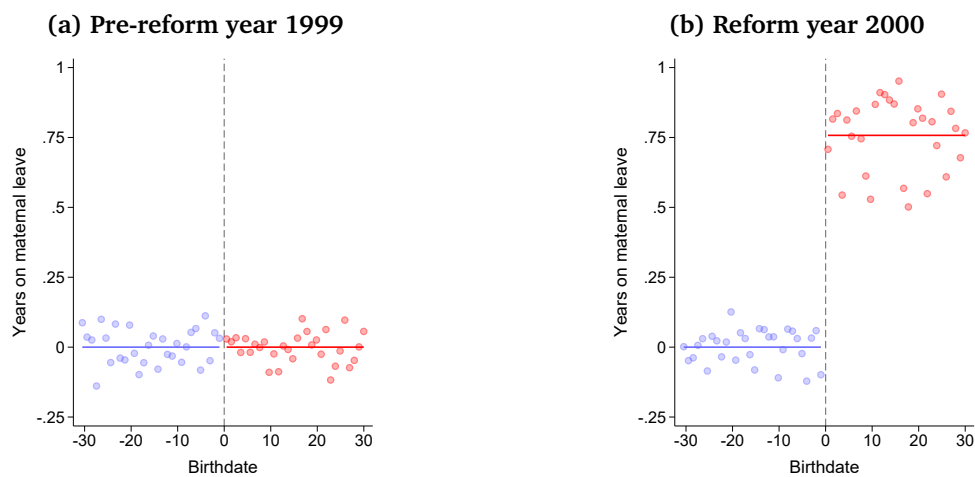 (a) Pre-reform year 1999
1
.75
.5
.25
0
-.25
Years on maternal leave
-30 -20 -10 0 10 20 30
Birthdate
(b) Reform year 2000
1
.75
.5
.25
0
-.25
Years on maternal leave
-30 -20 -10 0 10 20 30
Birthdate